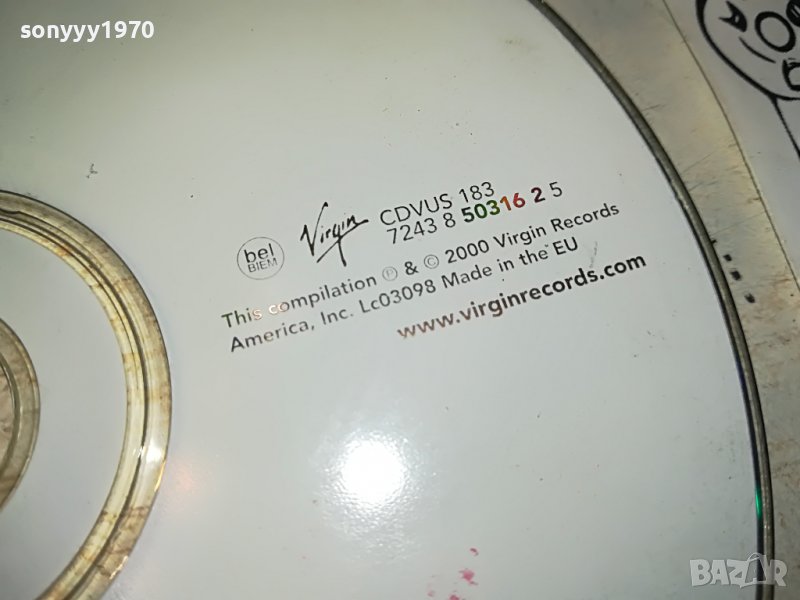 sonyyy1970
bel
BIEM
Virgin
CDVUS 183
7243 8 50316 2 5
This compilation ℗ & © 2000 Virgin Records
America, Inc. Lc03098 Made in the EU
www.virginrecords.com
BAZAR